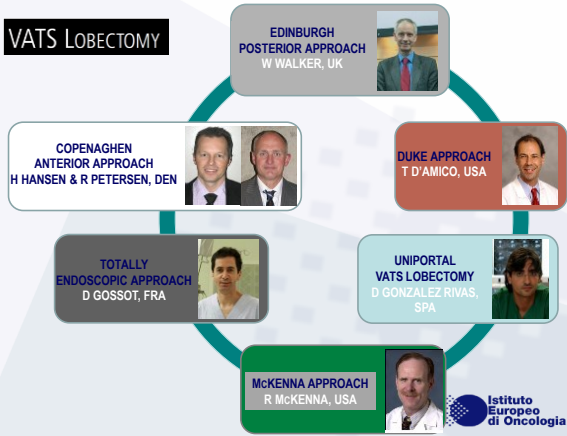 VATS LOBECTOMY
EDINBURGH
POSTERIOR APPROACH
W WALKER, UK
COPENAGHEN
ANTERIOR APPROACH
H HANSEN & R PETERSEN, DEN
DUKE APPROACH
T D'AMICO, USA
TOTALLY
ENDOSCOPIC APPROACH
D GOSSOT, FRA
UNIPORTAL
VATS LOBECTOMY
D GONZALEZ RIVAS,
SPA
McKENNA APPROACH
R McKENNA, USA
Istituto
Europeo
di Oncologia